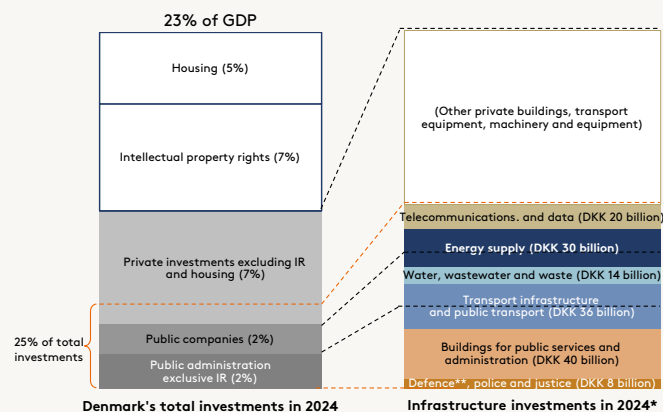 23% of GDP
Housing (5%)
Intellectual property rights (7%)
Private investments excluding IR
and housing (7%)
25% of total
investments
Public companies (2%)
Public administration
exclusive IR (2%)
Denmark's total investments in 2024
(Other private buildings, transport
equipment, machinery and equipment)
Telecommunications. and data (DKK 20 billion)
Energy supply (DKK 30 billion)
Water, wastewater and waste (DKK 14 billion)
Transport infrastructure
and public transport (DKK 36 billion)
Buildings for public services and
administration (DKK 40 billion)
Defence**, police and justice (DKK 8 billion)
Infrastructure investments in 2024*